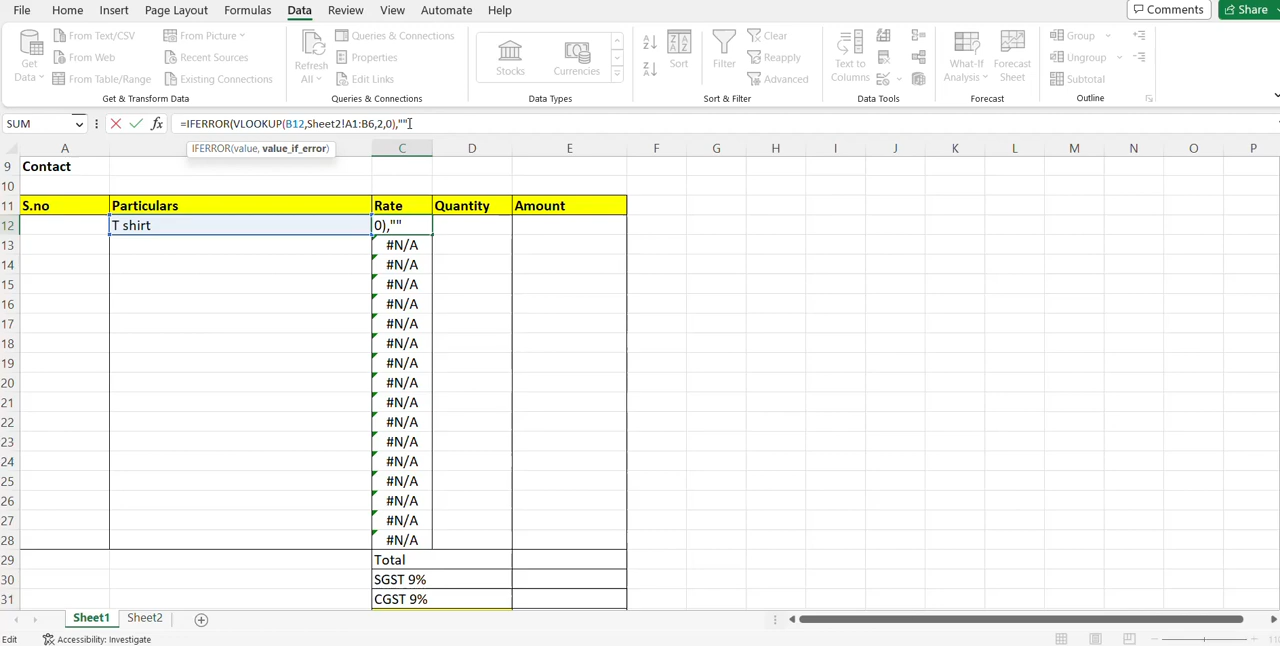 File Home Insert Page Layout Formulas Data Review View Automate Help Comments Share
Get Data From Text/CSV From Picture Refresh All Queries & Connections Stocks Currencies Sort Filter Clear Text to Columns What-If Analysis Forecast Sheet Group
From Web Recent Sources Properties Reapply Ungroup
From Table/Range Existing Connections Edit Links Advanced Subtotal
Get & Transform Data Queries & Connections Data Types Sort & Filter Data Tools Forecast Outline
SUM fx =IFERROR(VLOOKUP(B12,Sheet2!A1:B6,2,0),""
IFERROR(value, value_if_error)
A B C D E F G H I J K L M N O P
9 Contact
10
11 S.no Particulars Rate Quantity Amount
12 T shirt 0),""
13 #N/A
14 #N/A
15 #N/A
16 #N/A
17 #N/A
18 #N/A
19 #N/A
20 #N/A
21 #N/A
22 #N/A
23 #N/A
24 #N/A
25 #N/A
26 #N/A
27 #N/A
28 #N/A
29 Total
30 SGST 9%
31 CGST 9%
Sheet1 Sheet2
Edit Accessibility: Investigate